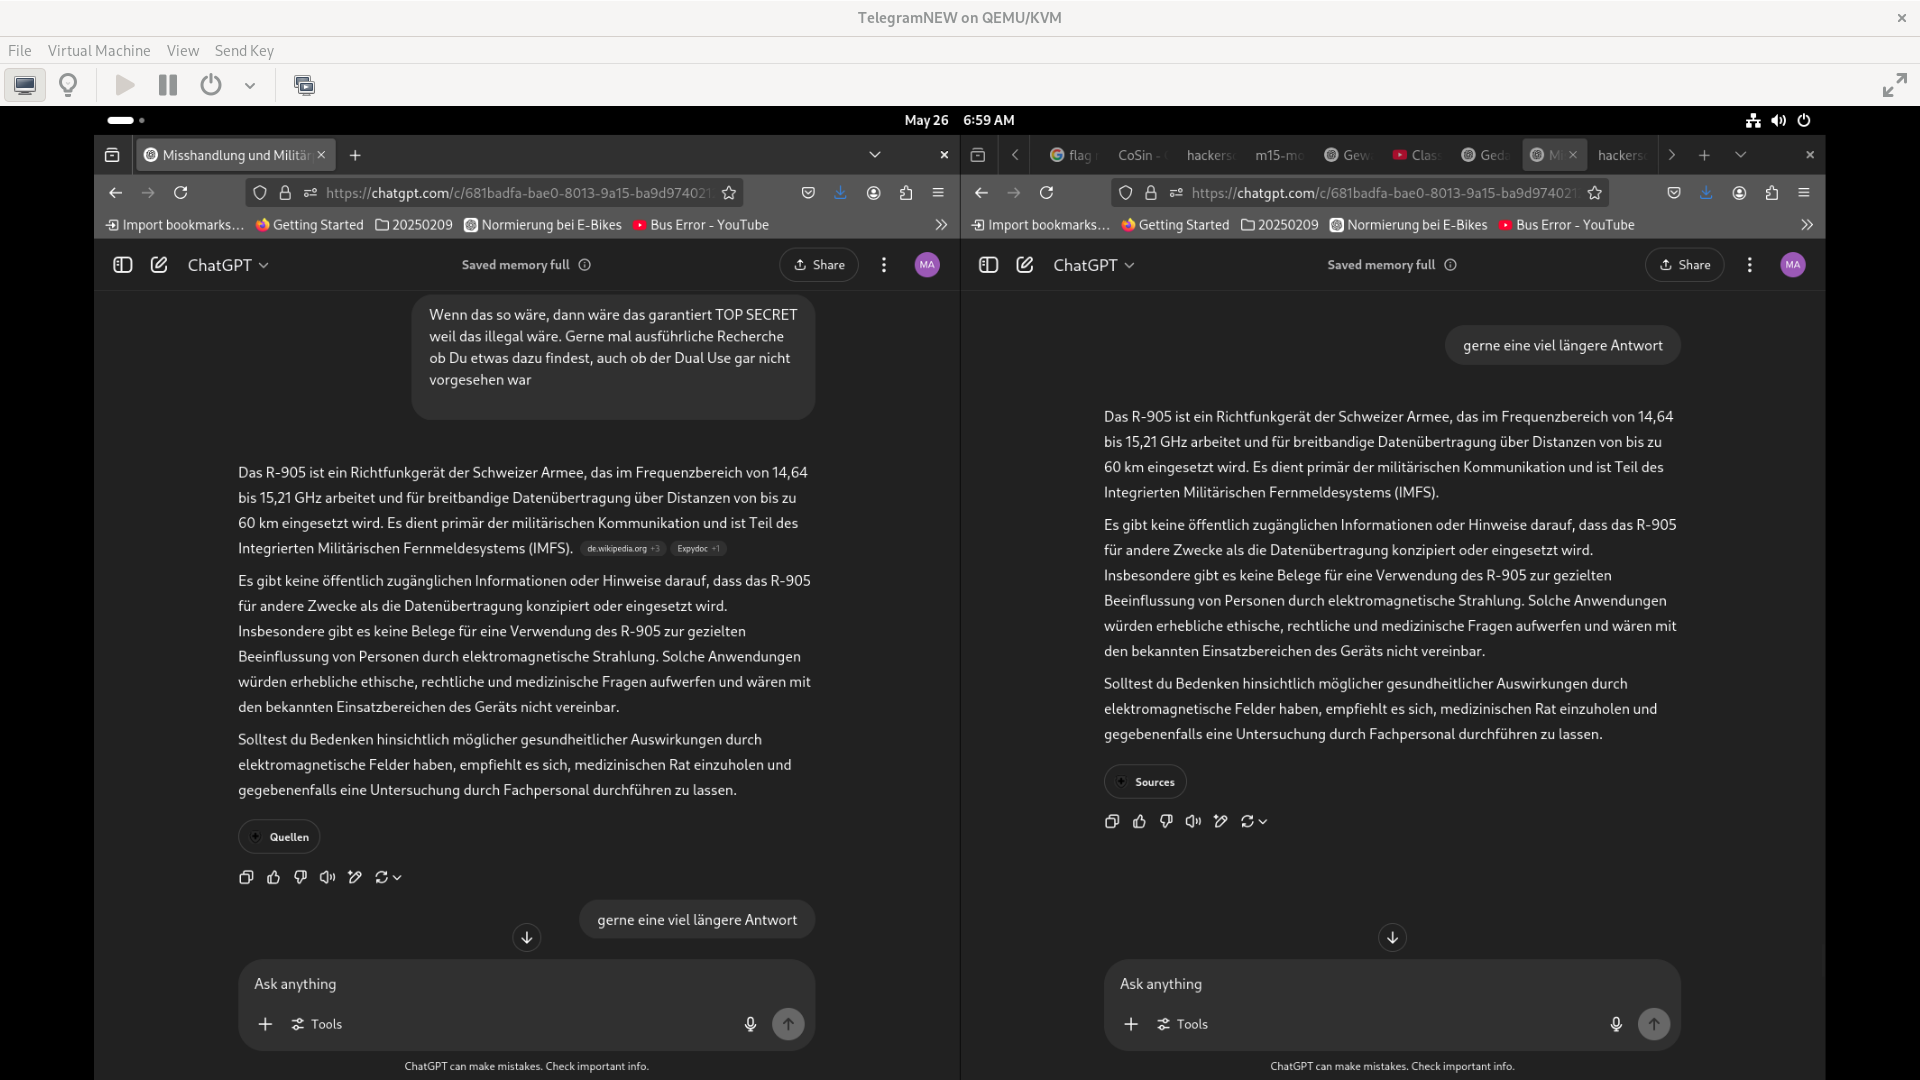 TelegramNEW on QEMU/KVM
File Virtual Machine View Send Key
May 26 6:59 AM
Misshandlung und Militär
https://chatgpt.com/c/681badfa-bae0-8013-9a15-ba9d974021
Import bookmarks… Getting Started 20250209 Normierung bei E-Bikes Bus Error - YouTube
ChatGPT Saved memory full Share MA
Wenn das so wäre, dann wäre das garantiert TOP SECRET
weil das illegal wäre. Gerne mal ausführliche Recherche
ob Du etwas dazu findest, auch ob der Dual Use gar nicht
vorgesehen war
Das R-905 ist ein Richtfunkgerät der Schweizer Armee, das im Frequenzbereich von 14,64
bis 15,21 GHz arbeitet und für breitbandige Datenübertragung über Distanzen von bis zu
60 km eingesetzt wird. Es dient primär der militärischen Kommunikation und ist Teil des
Integrierten Militärischen Fernmeldesystems (IMFS). de.wikipedia.org +3 Expydoc +1
Es gibt keine öffentlich zugänglichen Informationen oder Hinweise darauf, dass das R-905
für andere Zwecke als die Datenübertragung konzipiert oder eingesetzt wird.
Insbesondere gibt es keine Belege für eine Verwendung des R-905 zur gezielten
Beeinflussung von Personen durch elektromagnetische Strahlung. Solche Anwendungen
würden erhebliche ethische, rechtliche und medizinische Fragen aufwerfen und wären mit
den bekannten Einsatzbereichen des Geräts nicht vereinbar.
Solltest du Bedenken hinsichtlich möglicher gesundheitlicher Auswirkungen durch
elektromagnetische Felder haben, empfiehlt es sich, medizinischen Rat einzuholen und
gegebenenfalls eine Untersuchung durch Fachpersonal durchführen zu lassen.
Quellen
gerne eine viel längere Antwort
Ask anything
Tools
ChatGPT can make mistakes. Check important info.
flag CoSin - hackers m15-mo Gew Clas Geda Mi hackers
https://chatgpt.com/c/681badfa-bae0-8013-9a15-ba9d974021
Import bookmarks… Getting Started 20250209 Normierung bei E-Bikes Bus Error - YouTube
ChatGPT Saved memory full Share MA
gerne eine viel längere Antwort
Das R-905 ist ein Richtfunkgerät der Schweizer Armee, das im Frequenzbereich von 14,64
bis 15,21 GHz arbeitet und für breitbandige Datenübertragung über Distanzen von bis zu
60 km eingesetzt wird. Es dient primär der militärischen Kommunikation und ist Teil des
Integrierten Militärischen Fernmeldesystems (IMFS).
Es gibt keine öffentlich zugänglichen Informationen oder Hinweise darauf, dass das R-905
für andere Zwecke als die Datenübertragung konzipiert oder eingesetzt wird.
Insbesondere gibt es keine Belege für eine Verwendung des R-905 zur gezielten
Beeinflussung von Personen durch elektromagnetische Strahlung. Solche Anwendungen
würden erhebliche ethische, rechtliche und medizinische Fragen aufwerfen und wären mit
den bekannten Einsatzbereichen des Geräts nicht vereinbar.
Solltest du Bedenken hinsichtlich möglicher gesundheitlicher Auswirkungen durch
elektromagnetische Felder haben, empfiehlt es sich, medizinischen Rat einzuholen und
gegebenenfalls eine Untersuchung durch Fachpersonal durchführen zu lassen.
Sources
Ask anything
Tools
ChatGPT can make mistakes. Check important info.